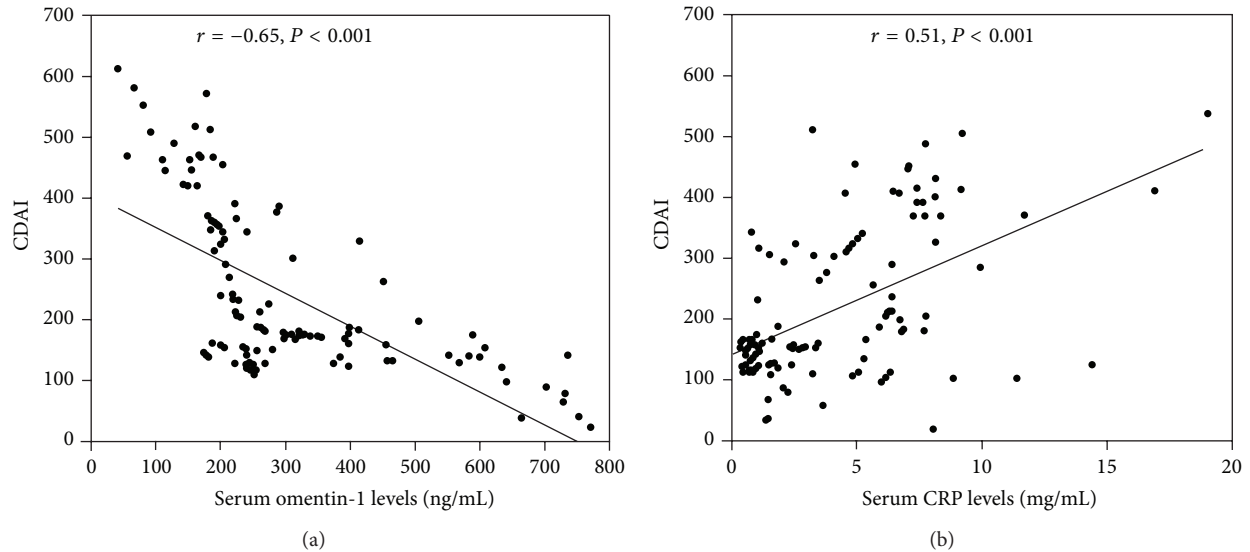 700
600
500
400
300
200
100
0
CDAI
r = −0.65, P < 0.001
0 100 200 300 400 500 600 700 800
Serum omentin-1 levels (ng/mL)
(a)
700
600
500
400
300
200
100
0
CDAI
r = 0.51, P < 0.001
0 5 10 15 20
Serum CRP levels (mg/mL)
(b)